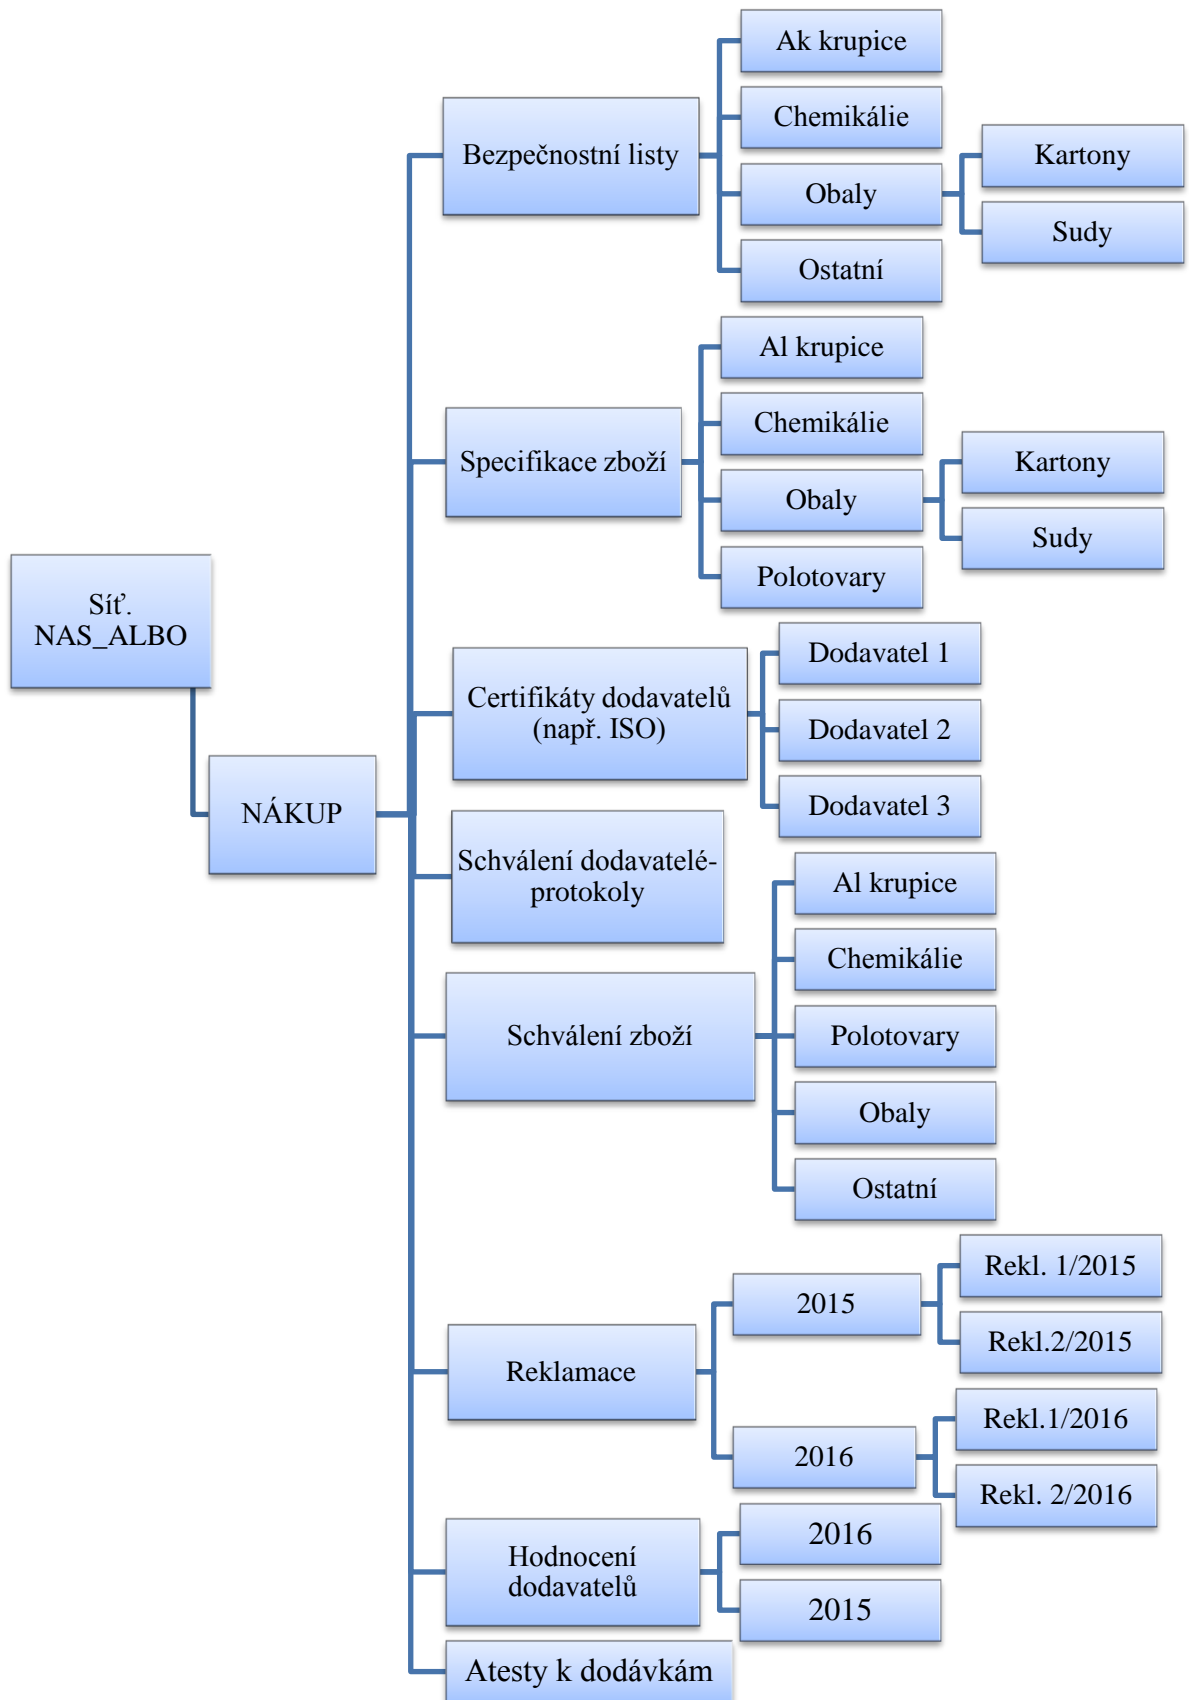 Síť.
NAS_ALBO
NÁKUP
Bezpečnostní listy
Ak krupice
Chemikálie
Obaly
Kartony
Sudy
Ostatní
Specifikace zboží
Al krupice
Chemikálie
Obaly
Kartony
Sudy
Polotovary
Certifikáty dodavatelů
(např. ISO)
Dodavatel 1
Dodavatel 2
Dodavatel 3
Schválení dodavatelé-
protokoly
Schválení zboží
Al krupice
Chemikálie
Polotovary
Obaly
Ostatní
Reklamace
2015
Rekl. 1/2015
Rekl.2/2015
2016
Rekl.1/2016
Rekl. 2/2016
Hodnocení
dodavatelů
2016
2015
Atesty k dodávkám